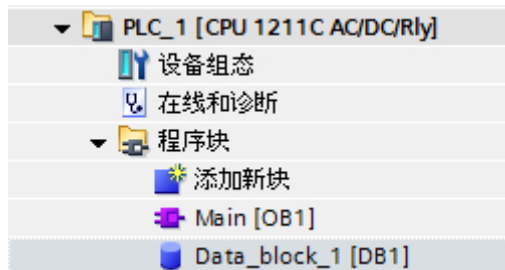 PLC_1 [CPU 1211C AC/DC/Rly]
设备组态
在线和诊断
程序块
添加新块
Main [OB1]
Data_block_1 [DB1]